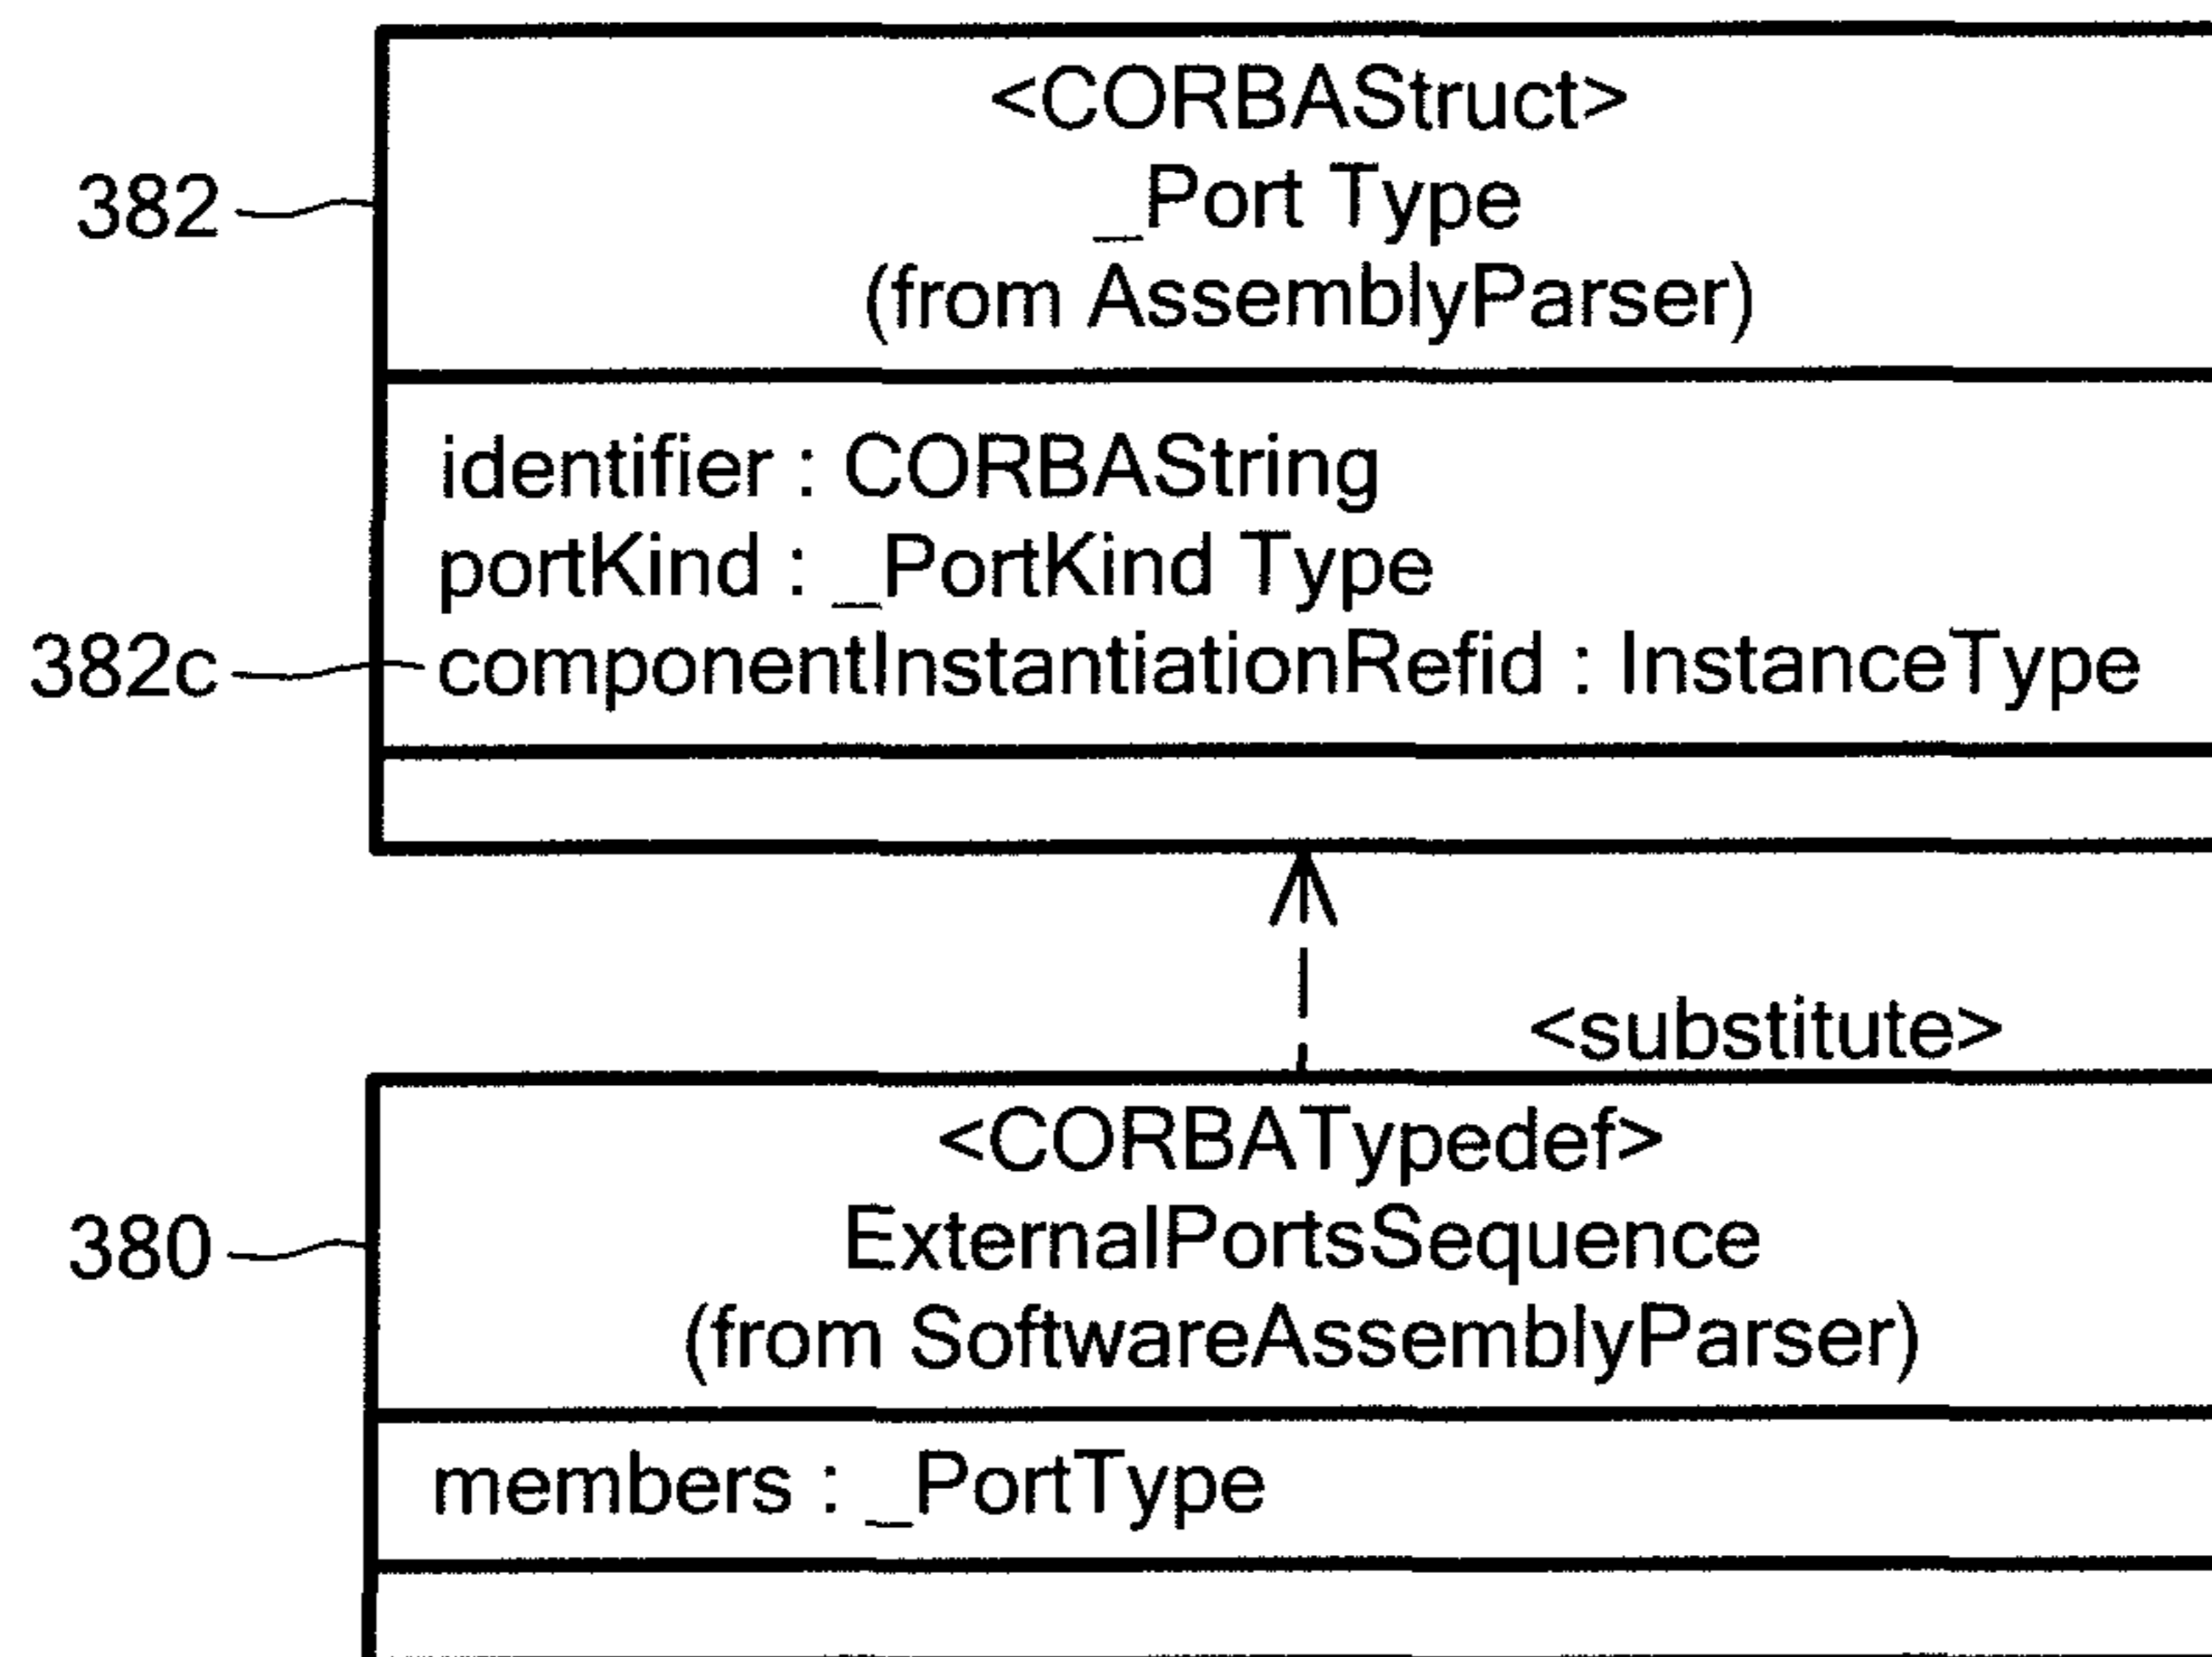 <CORBAStruct>
382
_Port Type
(from AssemblyParser)
identifier : CORBAString
portKind : _PortKind Type
382c componentInstantiationRefid : InstanceType
<substitute>
<CORBATypedef>
380 ExternalPortsSequence
(from SoftwareAssemblyParser)
members : _PortType